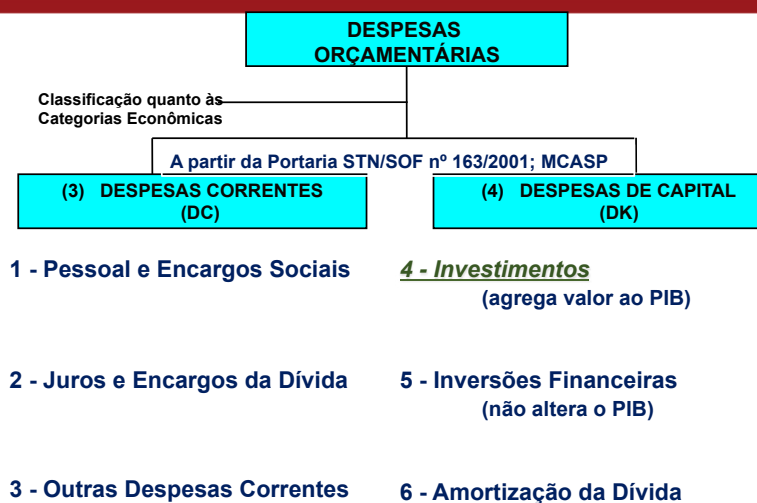 DESPESAS
ORÇAMENTÁRIAS
Classificação quanto às
Categorias Econômicas
A partir da Portaria STN/SOF nº 163/2001; MCASP
(3) DESPESAS CORRENTES
(DC)
(4) DESPESAS DE CAPITAL
(DK)
1 - Pessoal e Encargos Sociais
4 - Investimentos
(agrega valor ao PIB)
2 - Juros e Encargos da Dívida
5 - Inversões Financeiras
(não altera o PIB)
3 - Outras Despesas Correntes
6 - Amortização da Dívida